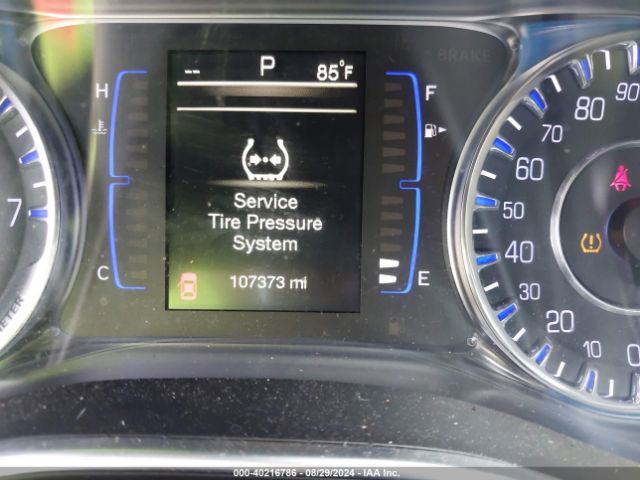 -- P 85°F
H
F
BRAKE
C
E
Service
Tire Pressure
System
107373 mi
7
METER
90
80
70
60
50
40
30
20
10
0
000-40216786 - 08/29/2024 - IAA Inc.